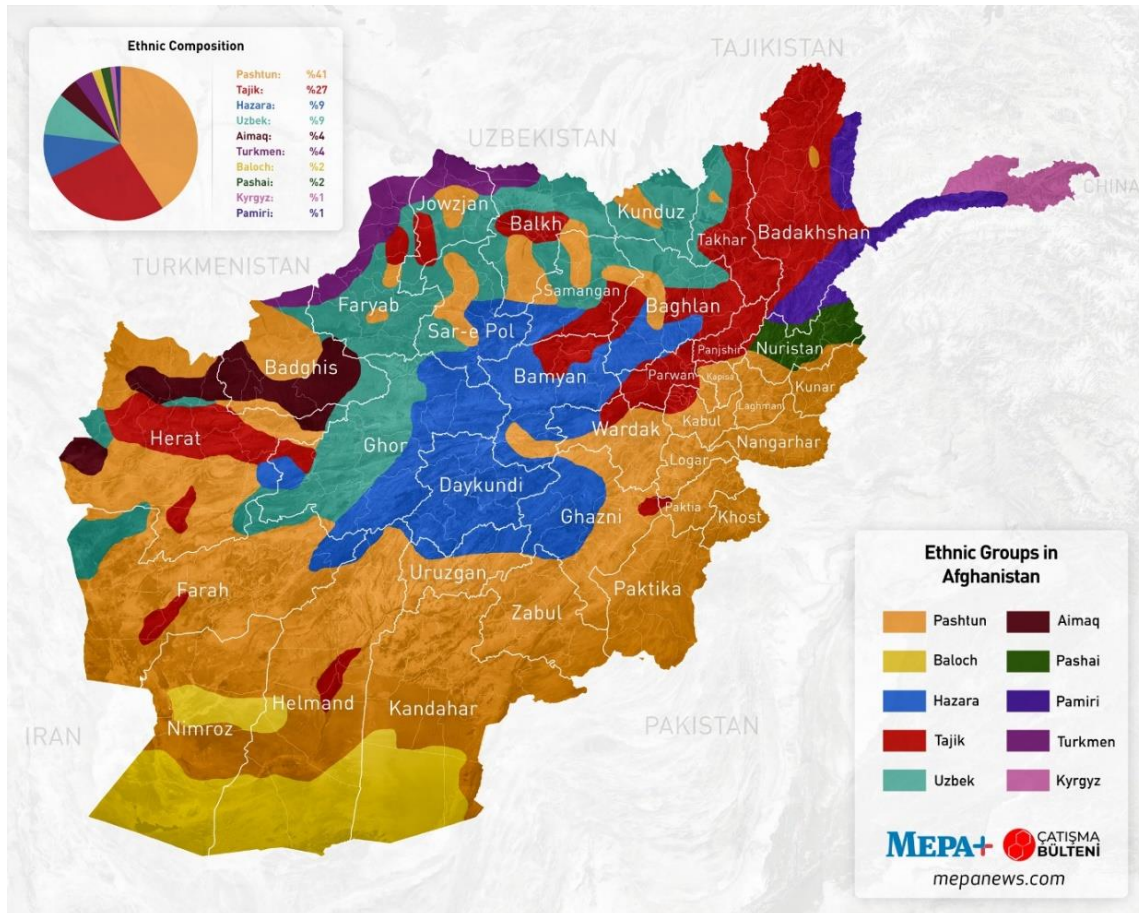 Ethnic Composition
Pashtun: %41
Tajik: %27
Hazara: %9
Uzbek: %9
Aimaq: %4
Turkmen: %4
Baloch: %2
Pashai: %2
Kyrgyz: %1
Pamiri: %1
TAJIKISTAN
UZBEKISTAN
CHINA
TURKMENISTAN
Jowzjan
Balkh
Kunduz
Takhar
Badakhshan
Faryab
Samangan
Baghlan
Sar-e Pol
Badghis
Bamyan
Panjshir
Nuristan
Parwan
Kapisa
Kunar
Laghman
Herat
Ghor
Wardak
Kabul
Nangarhar
Logar
Daykundi
Ghazni
Paktia
Khost
Uruzgan
Farah
Zabul
Paktika
Helmand
Kandahar
Nimroz
IRAN
PAKISTAN
Ethnic Groups in
Afghanistan
Pashtun Aimaq
Baloch Pashai
Hazara Pamiri
Tajik Turkmen
Uzbek Kyrgyz
MEPA+ ÇATIŞMA
BÜLTENİ
mepanews.com